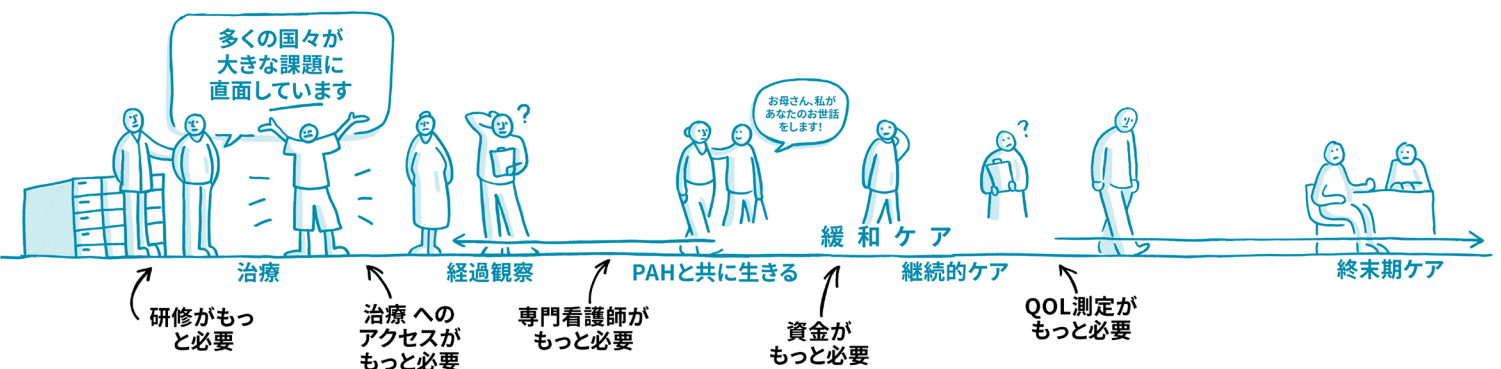 多くの国々が
大きな課題に
直面しています
?
お母さん、私が
あなたのお世話
をします!
?
緩和ケア
治療
経過観察
PAHと共に生きる
継続的ケア
終末期ケア
研修がもっ
と必要
治療 への
アクセスが
もっと必要
専門看護師が
もっと必要
資金が
もっと必要
QOL測定が
もっと必要